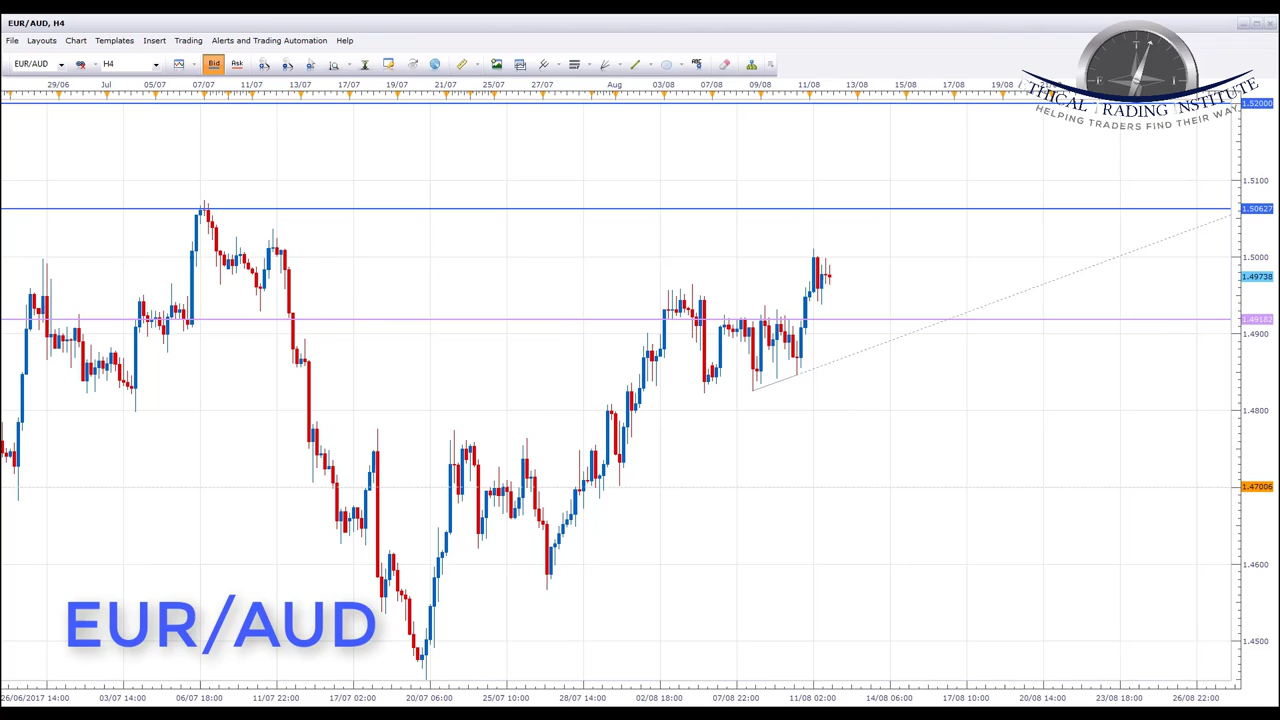 EUR/AUD, H4
File Layouts Chart Templates Insert Trading Alerts and Trading Automation Help
EUR/AUD H4 Bid Ask ABC
29/06 Jul 05/07 07/07 11/07 13/07 17/07 19/07 21/07 25/07 27/07 Aug 03/08 07/08 09/08 11/08 13/08 15/08 17/08 19/08
THICAL TRADING INSTITUTE
HELPING TRADERS FIND THEIR WAY
1.52000
1.5100
1.50627
1.5000
1.49738
1.49182
1.4900
1.4800
1.47006
1.4600
1.4500
EUR/AUD
26/06/2017 14:00 03/07 14:00 06/07 18:00 11/07 22:00 17/07 02:00 20/07 06:00 25/07 10:00 28/07 14:00 02/08 18:00 07/08 22:00 11/08 02:00 14/08 06:00 17/08 10:00 20/08 14:00 23/08 18:00 26/08 22:00